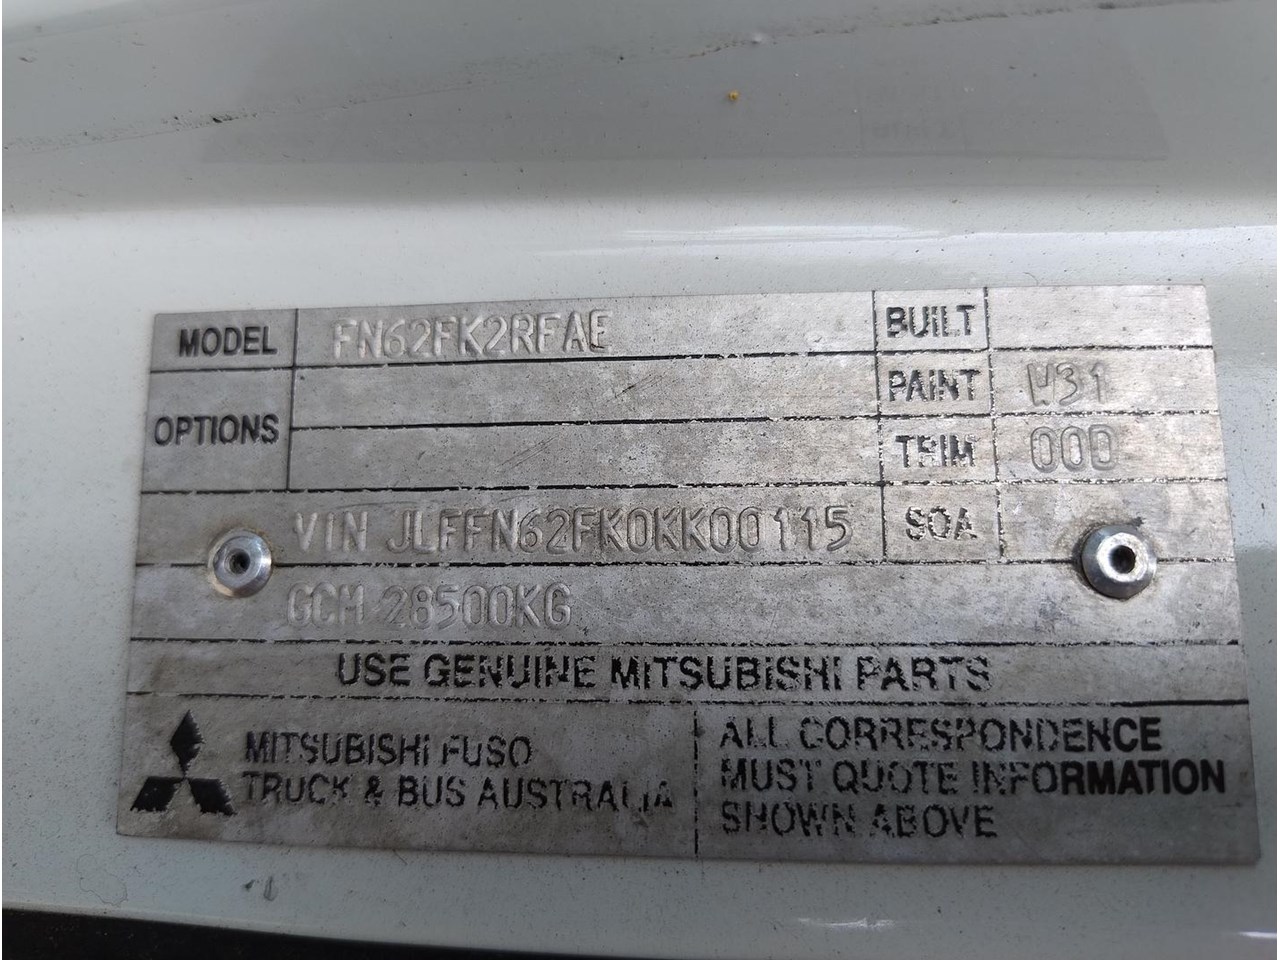 MODEL FN62FK2RFAE BUILT
PAINT W31
OPTIONS
TRIM 00D
VIN JLFFN62FK0KK00115 SOA
GCM 28500KG
USE GENUINE MITSUBISHI PARTS
MITSUBISHI FUSO
TRUCK & BUS AUSTRALIA
ALL CORRESPONDENCE
MUST QUOTE INFORMATION
SHOWN ABOVE